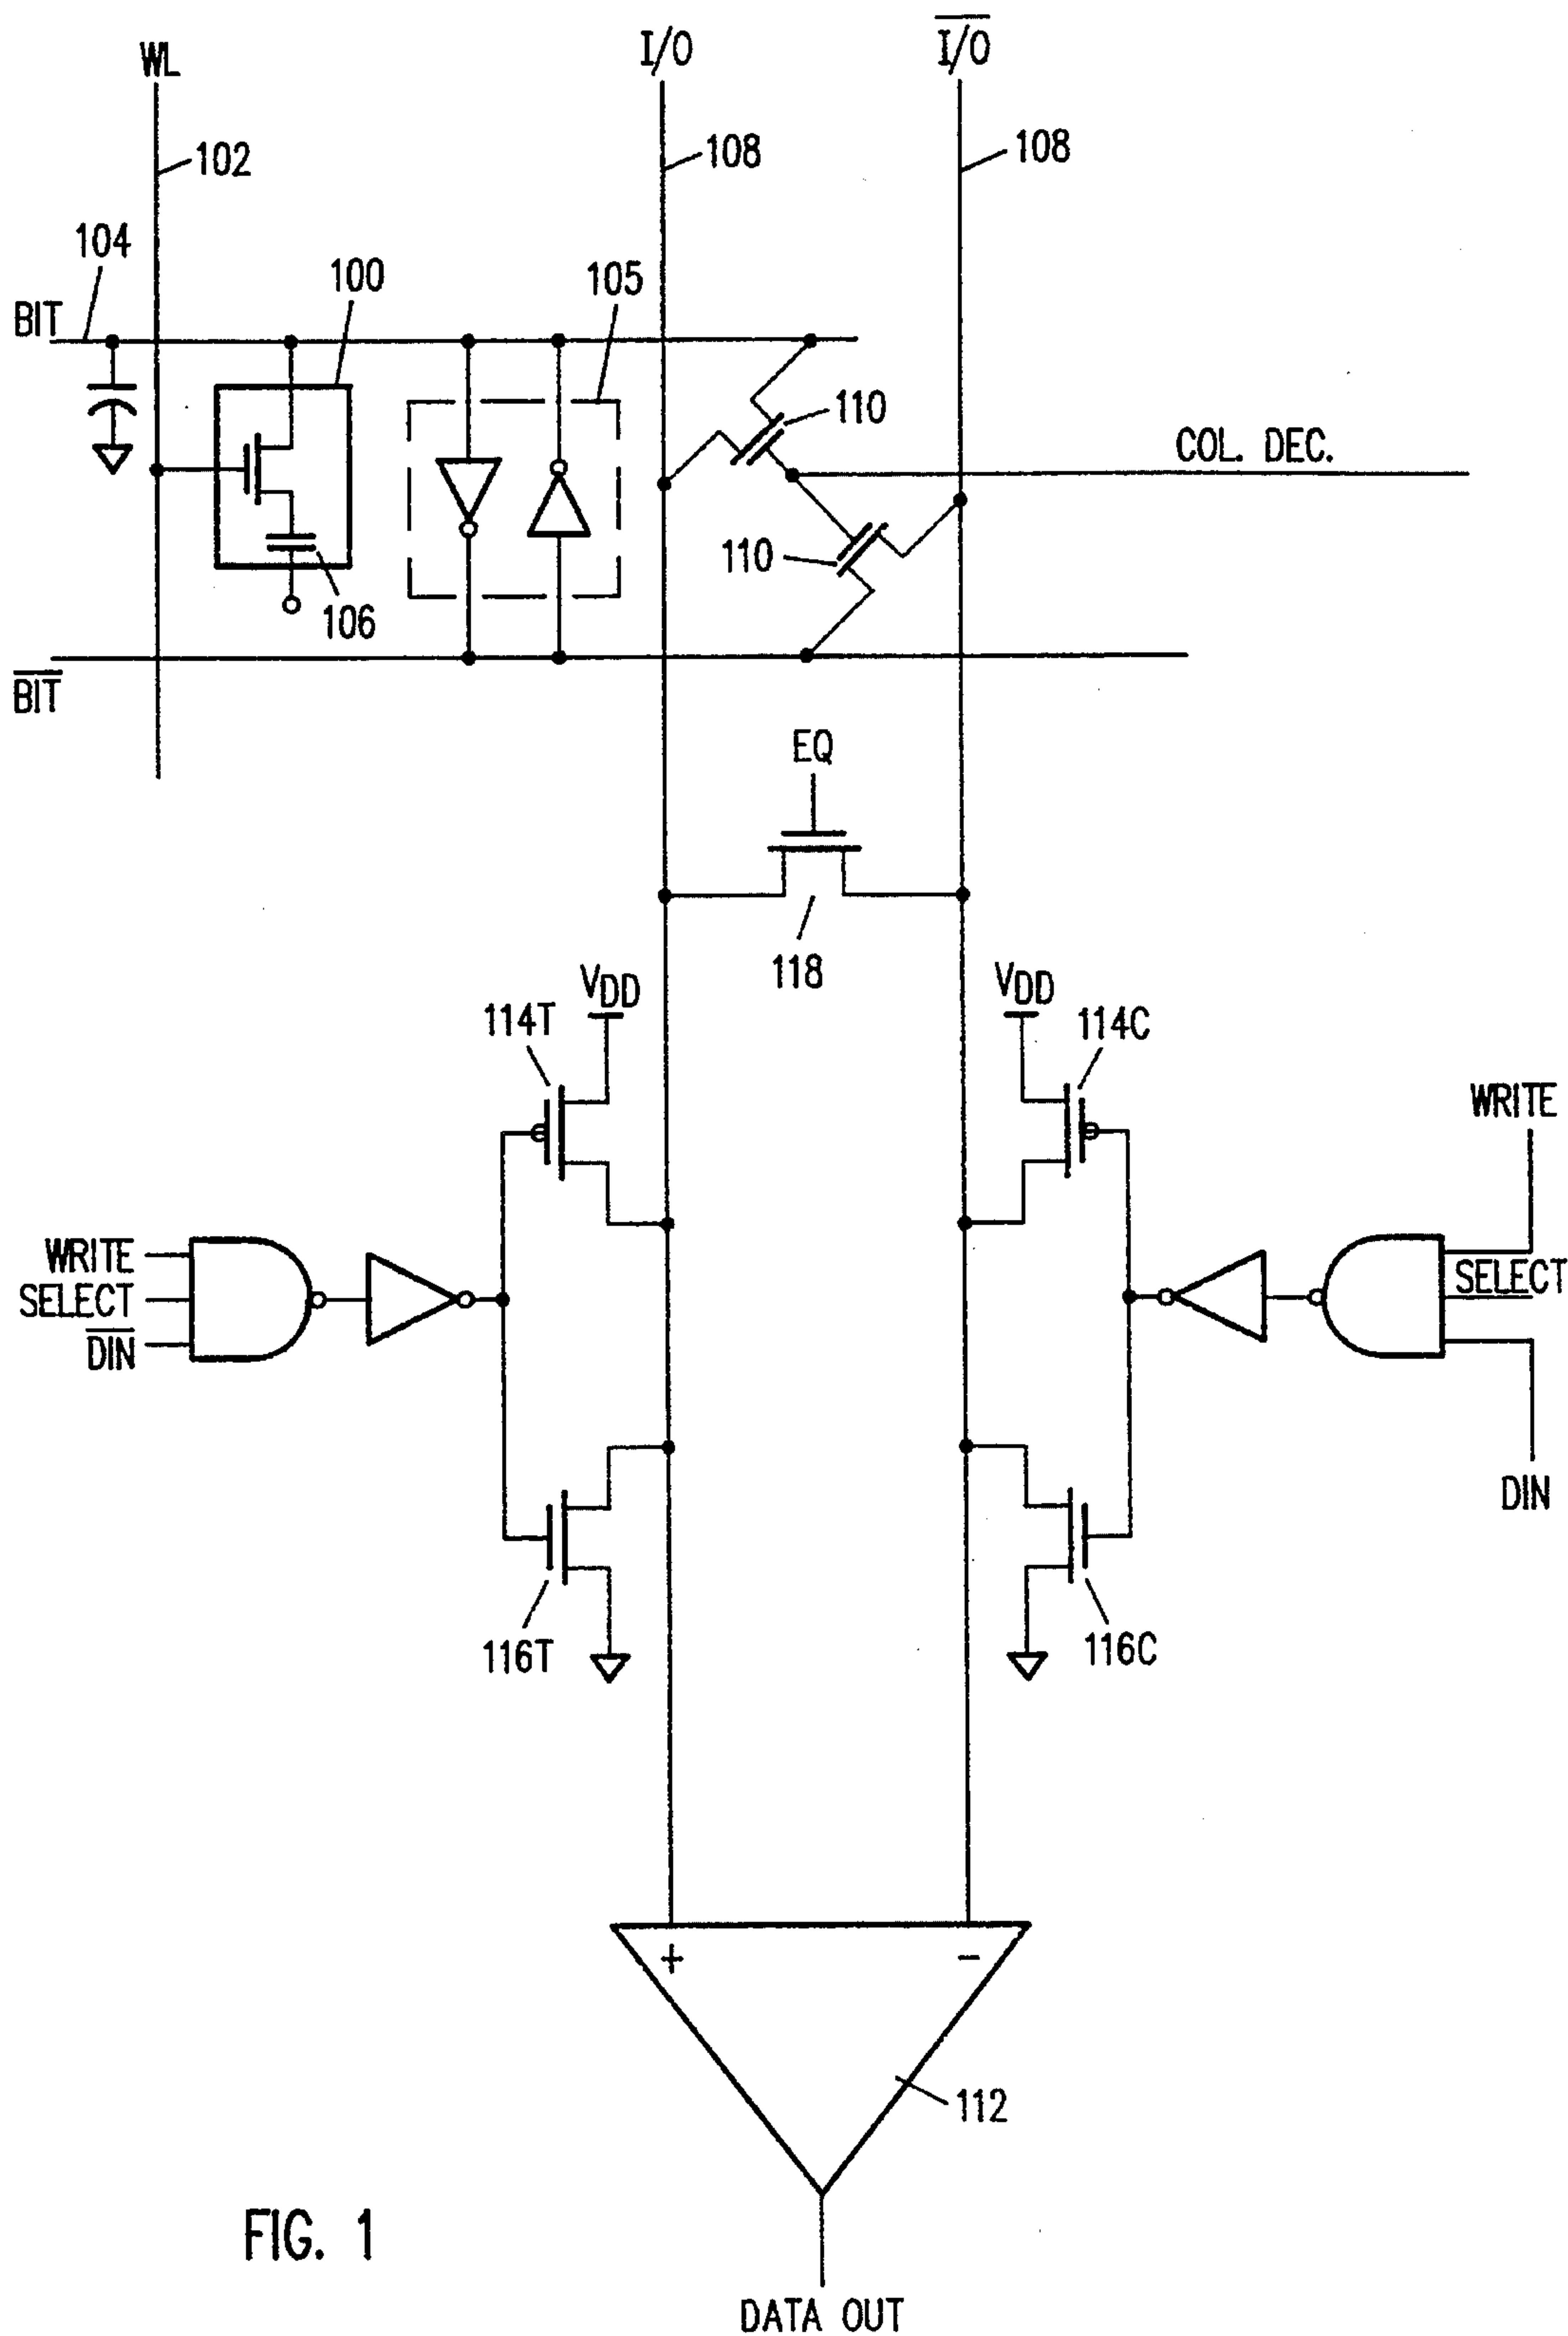 WL
I/O
I/O
102
108
108
104
100
105
BIT
110
COL. DEC.
110
106
BIT
EQ
118
VDD
VDD
114T
114C
WRITE
WRITE
SELECT
SELECT
DIN
DIN
116T
116C
+
−
112
FIG. 1
DATA OUT